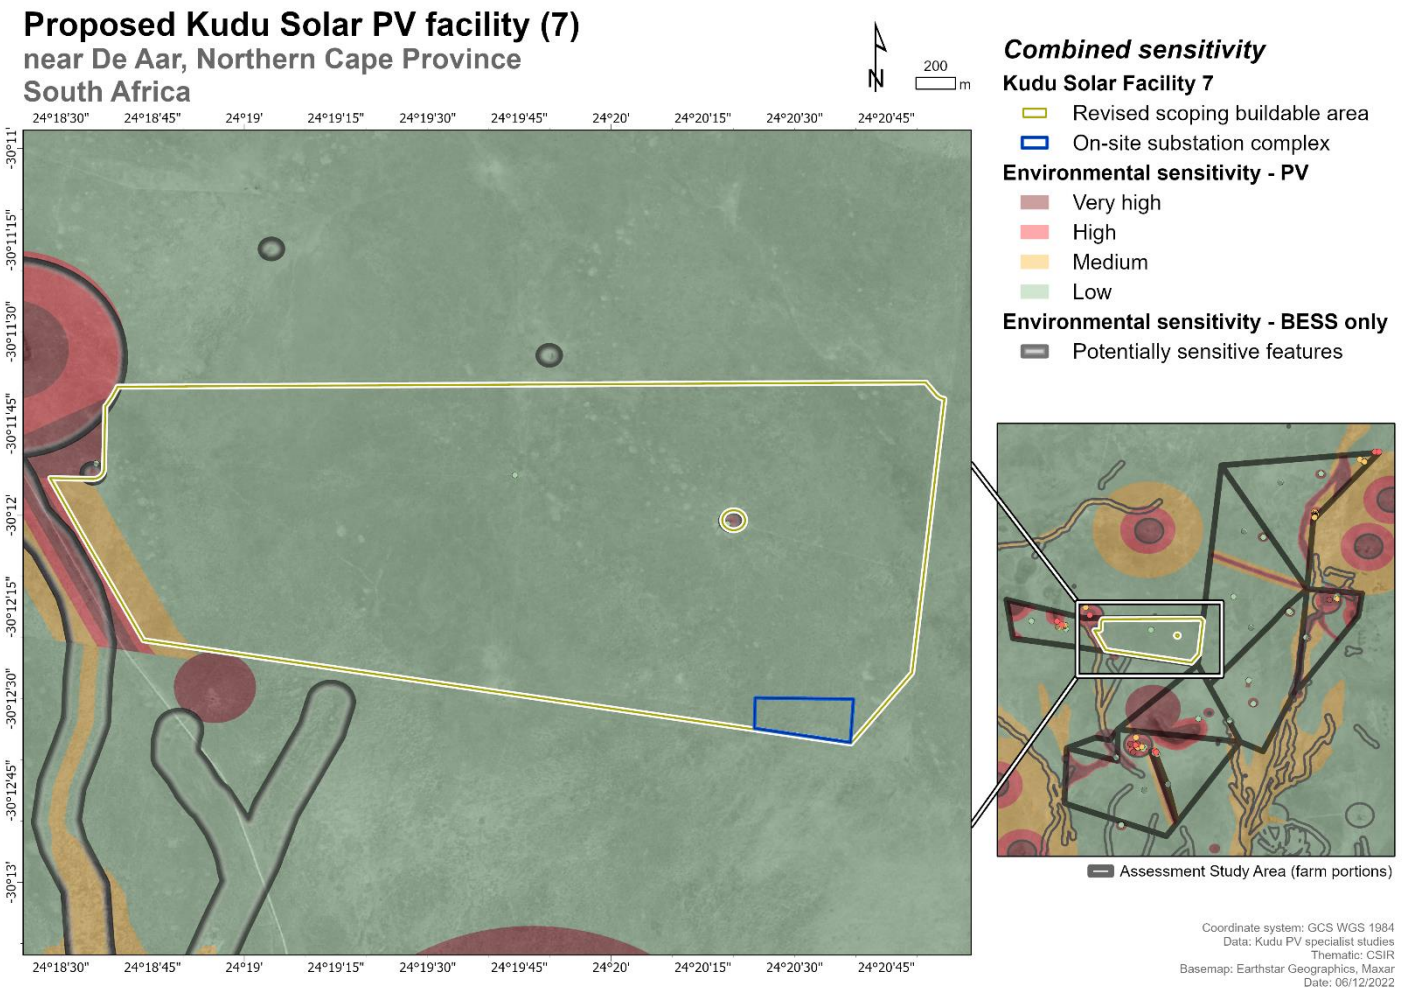 Proposed Kudu Solar PV facility (7)
near De Aar, Northern Cape Province
South Africa
N
200
m
24°18'30" 24°18'45" 24°19' 24°19'15" 24°19'30" 24°19'45" 24°20' 24°20'15" 24°20'30" 24°20'45"
-30°11'
-30°11'15"
-30°11'30"
-30°11'45"
-30°12'
-30°12'15"
-30°12'30"
-30°12'45"
-30°13'
24°18'30" 24°18'45" 24°19' 24°19'15" 24°19'30" 24°19'45" 24°20' 24°20'15" 24°20'30" 24°20'45"
Combined sensitivity
Kudu Solar Facility 7
Revised scoping buildable area
On-site substation complex
Environmental sensitivity - PV
Very high
High
Medium
Low
Environmental sensitivity - BESS only
Potentially sensitive features
Assessment Study Area (farm portions)
Coordinate system: GCS WGS 1984
Data: Kudu PV specialist studies
Thematic: CSIR
Basemap: Earthstar Geographics, Maxar
Date: 06/12/2022